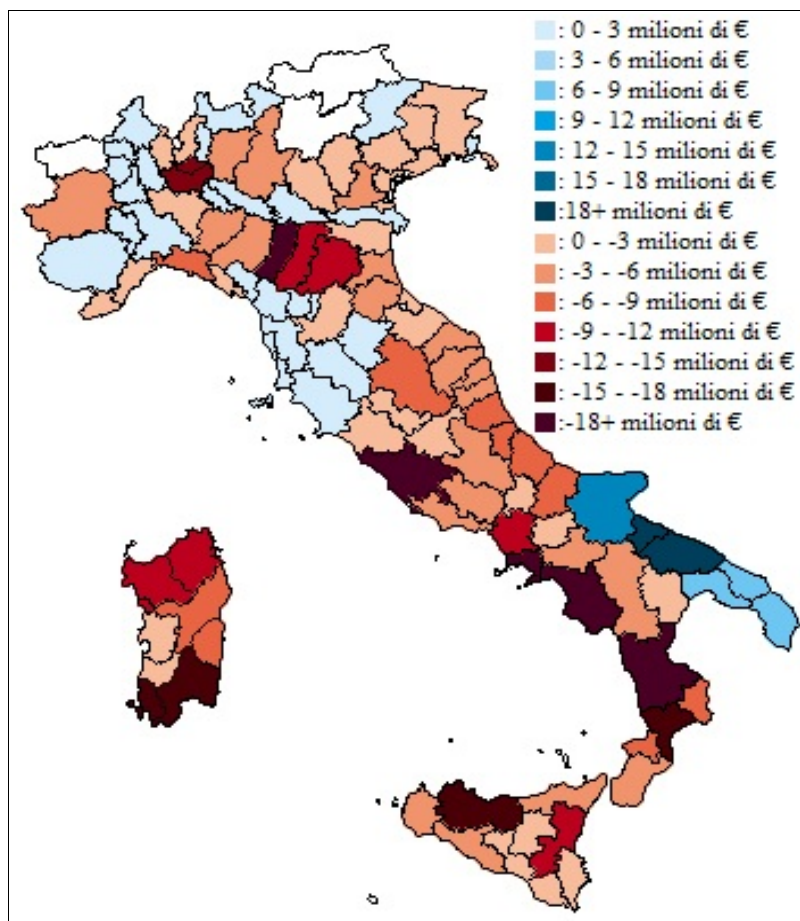 : 0 - 3 milioni di €
: 3 - 6 milioni di €
: 6 - 9 milioni di €
: 9 - 12 milioni di €
: 12 - 15 milioni di €
: 15 - 18 milioni di €
:18+ milioni di €
: 0 - -3 milioni di €
: -3 - -6 milioni di €
: -6 - -9 milioni di €
: -9 - -12 milioni di €
: -12 - -15 milioni di €
: -15 - -18 milioni di €
:-18+ milioni di €